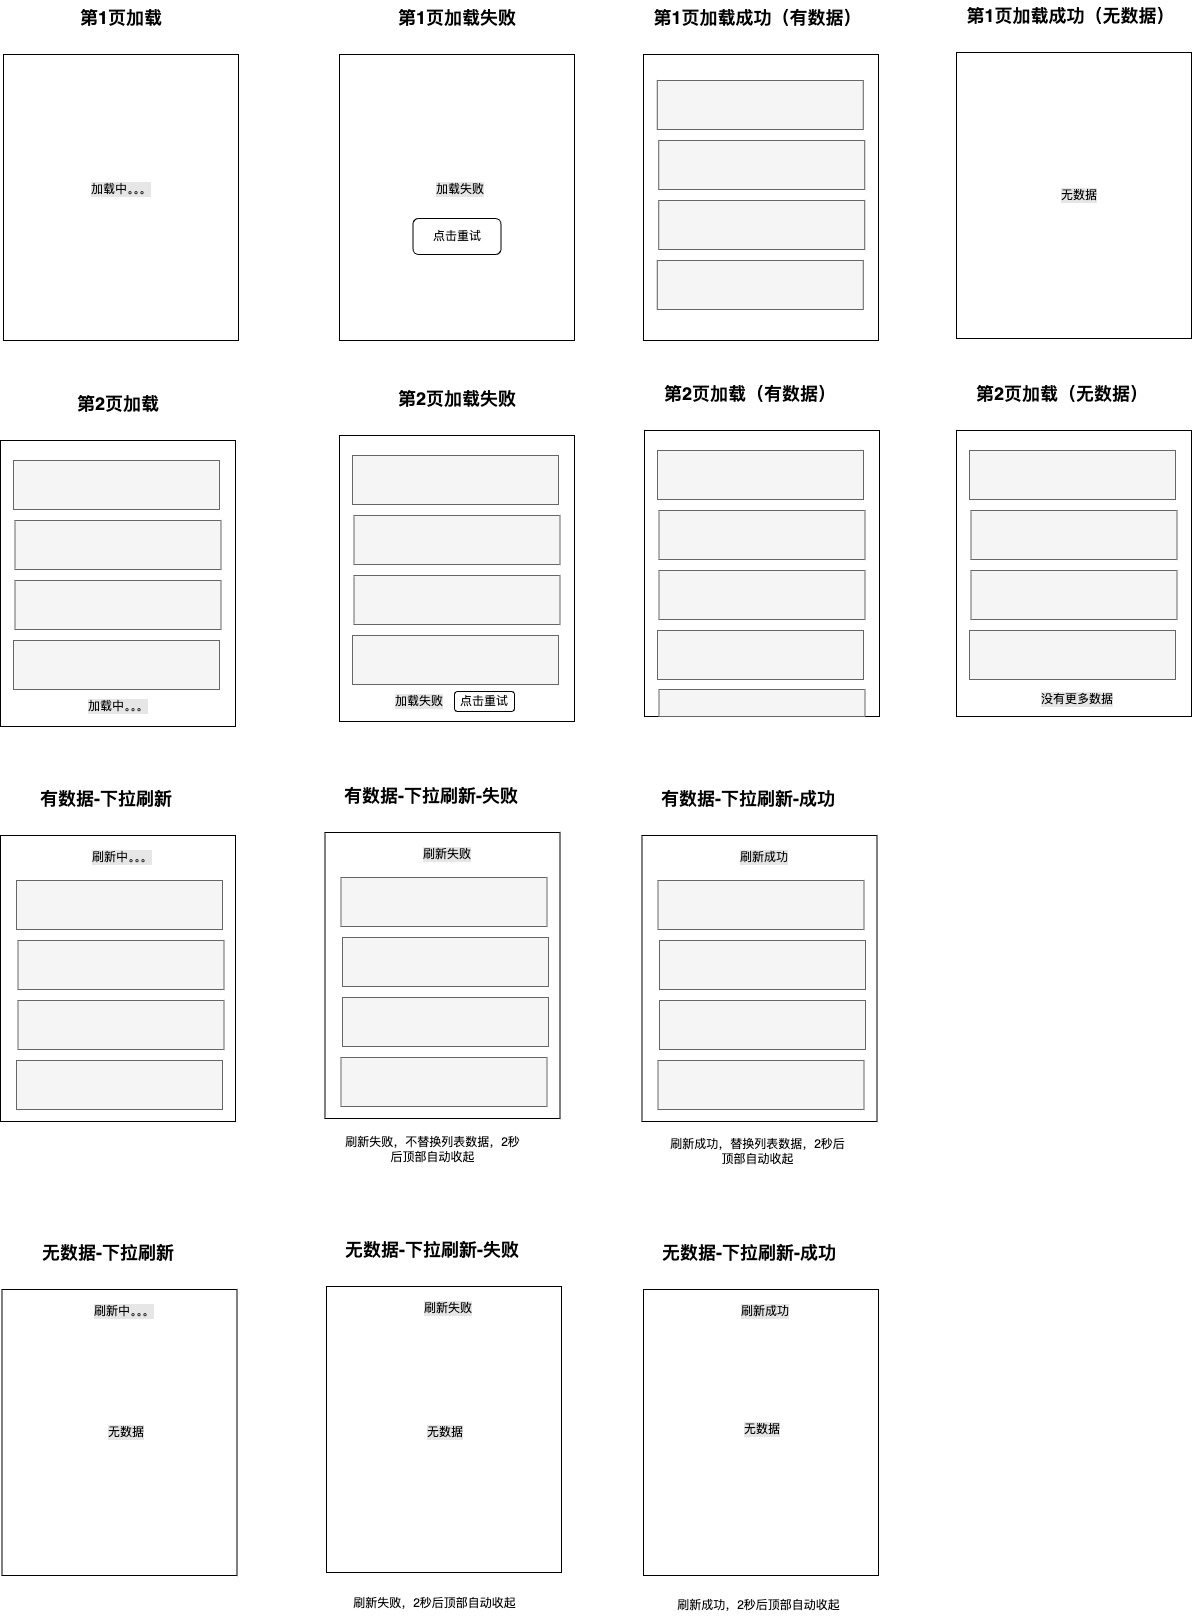 第1页加载
第1页加载失败
第1页加载成功（有数据）
第1页加载成功（无数据）
加载中。。。
加载失败
点击重试
无数据
第2页加载
第2页加载失败
第2页加载（有数据）
第2页加载（无数据）
加载中。。。
加载失败
点击重试
没有更多数据
有数据-下拉刷新
有数据-下拉刷新-失败
有数据-下拉刷新-成功
刷新中。。。
刷新失败
刷新成功
刷新失败，不替换列表数据，2秒
后顶部自动收起
刷新成功，替换列表数据，2秒后
顶部自动收起
无数据-下拉刷新
无数据-下拉刷新-失败
无数据-下拉刷新-成功
刷新中。。。
刷新失败
刷新成功
无数据
无数据
无数据
刷新失败，2秒后顶部自动收起
刷新成功，2秒后顶部自动收起